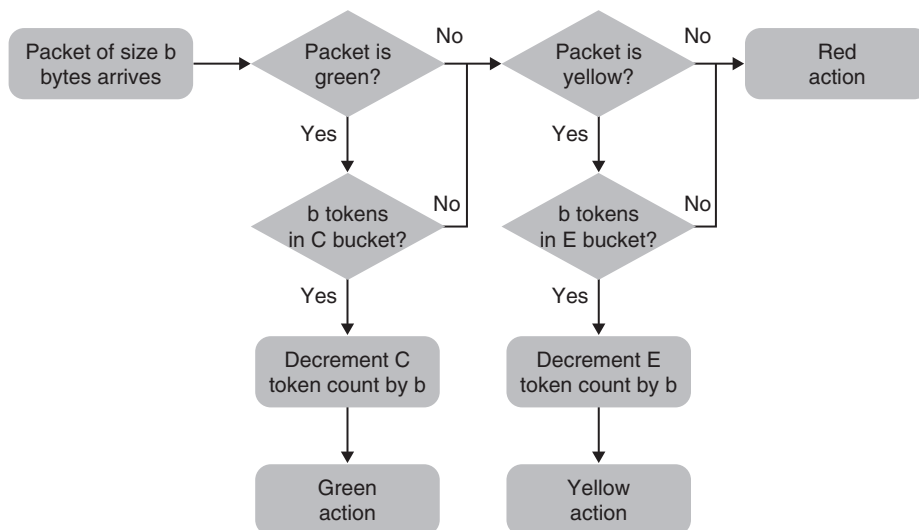 Packet of size b
bytes arrives
Packet is
green?
No
Packet is
yellow?
No
Red
action
Yes
Yes
b tokens
in C bucket?
No
b tokens
in E bucket?
No
Yes
Yes
Decrement C
token count by b
Decrement E
token count by b
Green
action
Yellow
action